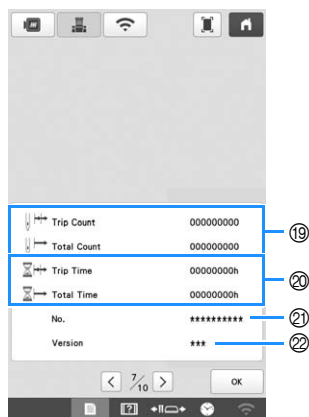 Trip Count 000000000
⑲
Total Count 000000000
Trip Time 00000000h
⑳
Total Time 00000000h
No. ********** ㉑
Version *** ㉒
< 7/10 > OK